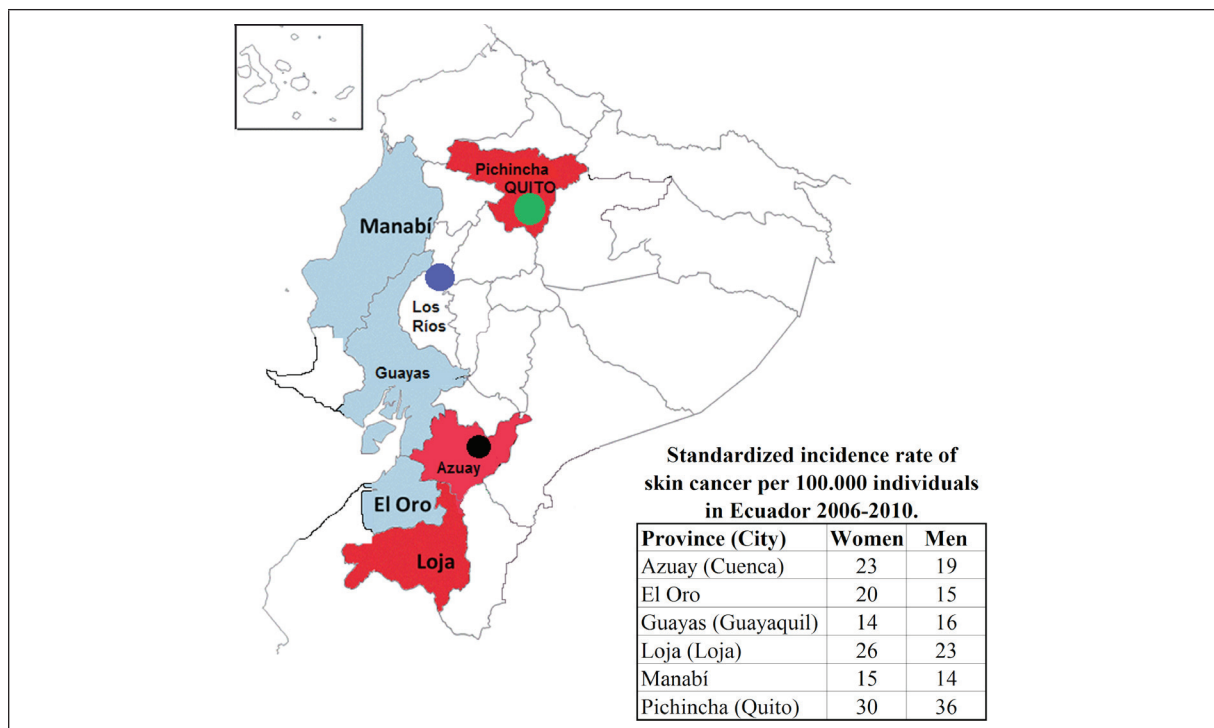 Pichincha
QUITO
Manabí
Los
Ríos
Guayas
Azuay
El Oro
Loja
Standardized incidence rate of
skin cancer per 100.000 individuals
in Ecuador 2006-2010.
Province (City) Women Men
Azuay (Cuenca) 23 19
El Oro 20 15
Guayas (Guayaquil) 14 16
Loja (Loja) 26 23
Manabí 15 14
Pichincha (Quito) 30 36